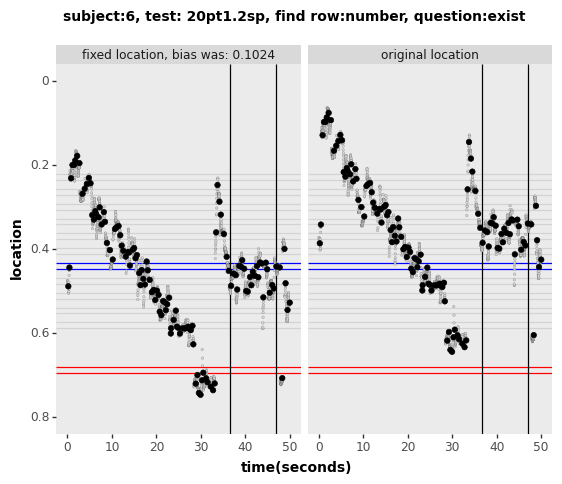 subject:6, test: 20pt1.2sp, find row:number, question:exist
fixed location, bias was: 0.1024
original location
0
0.2
0.4
0.6
0.8
location
0 10 20 30 40 50
0 10 20 30 40 50
time(seconds)